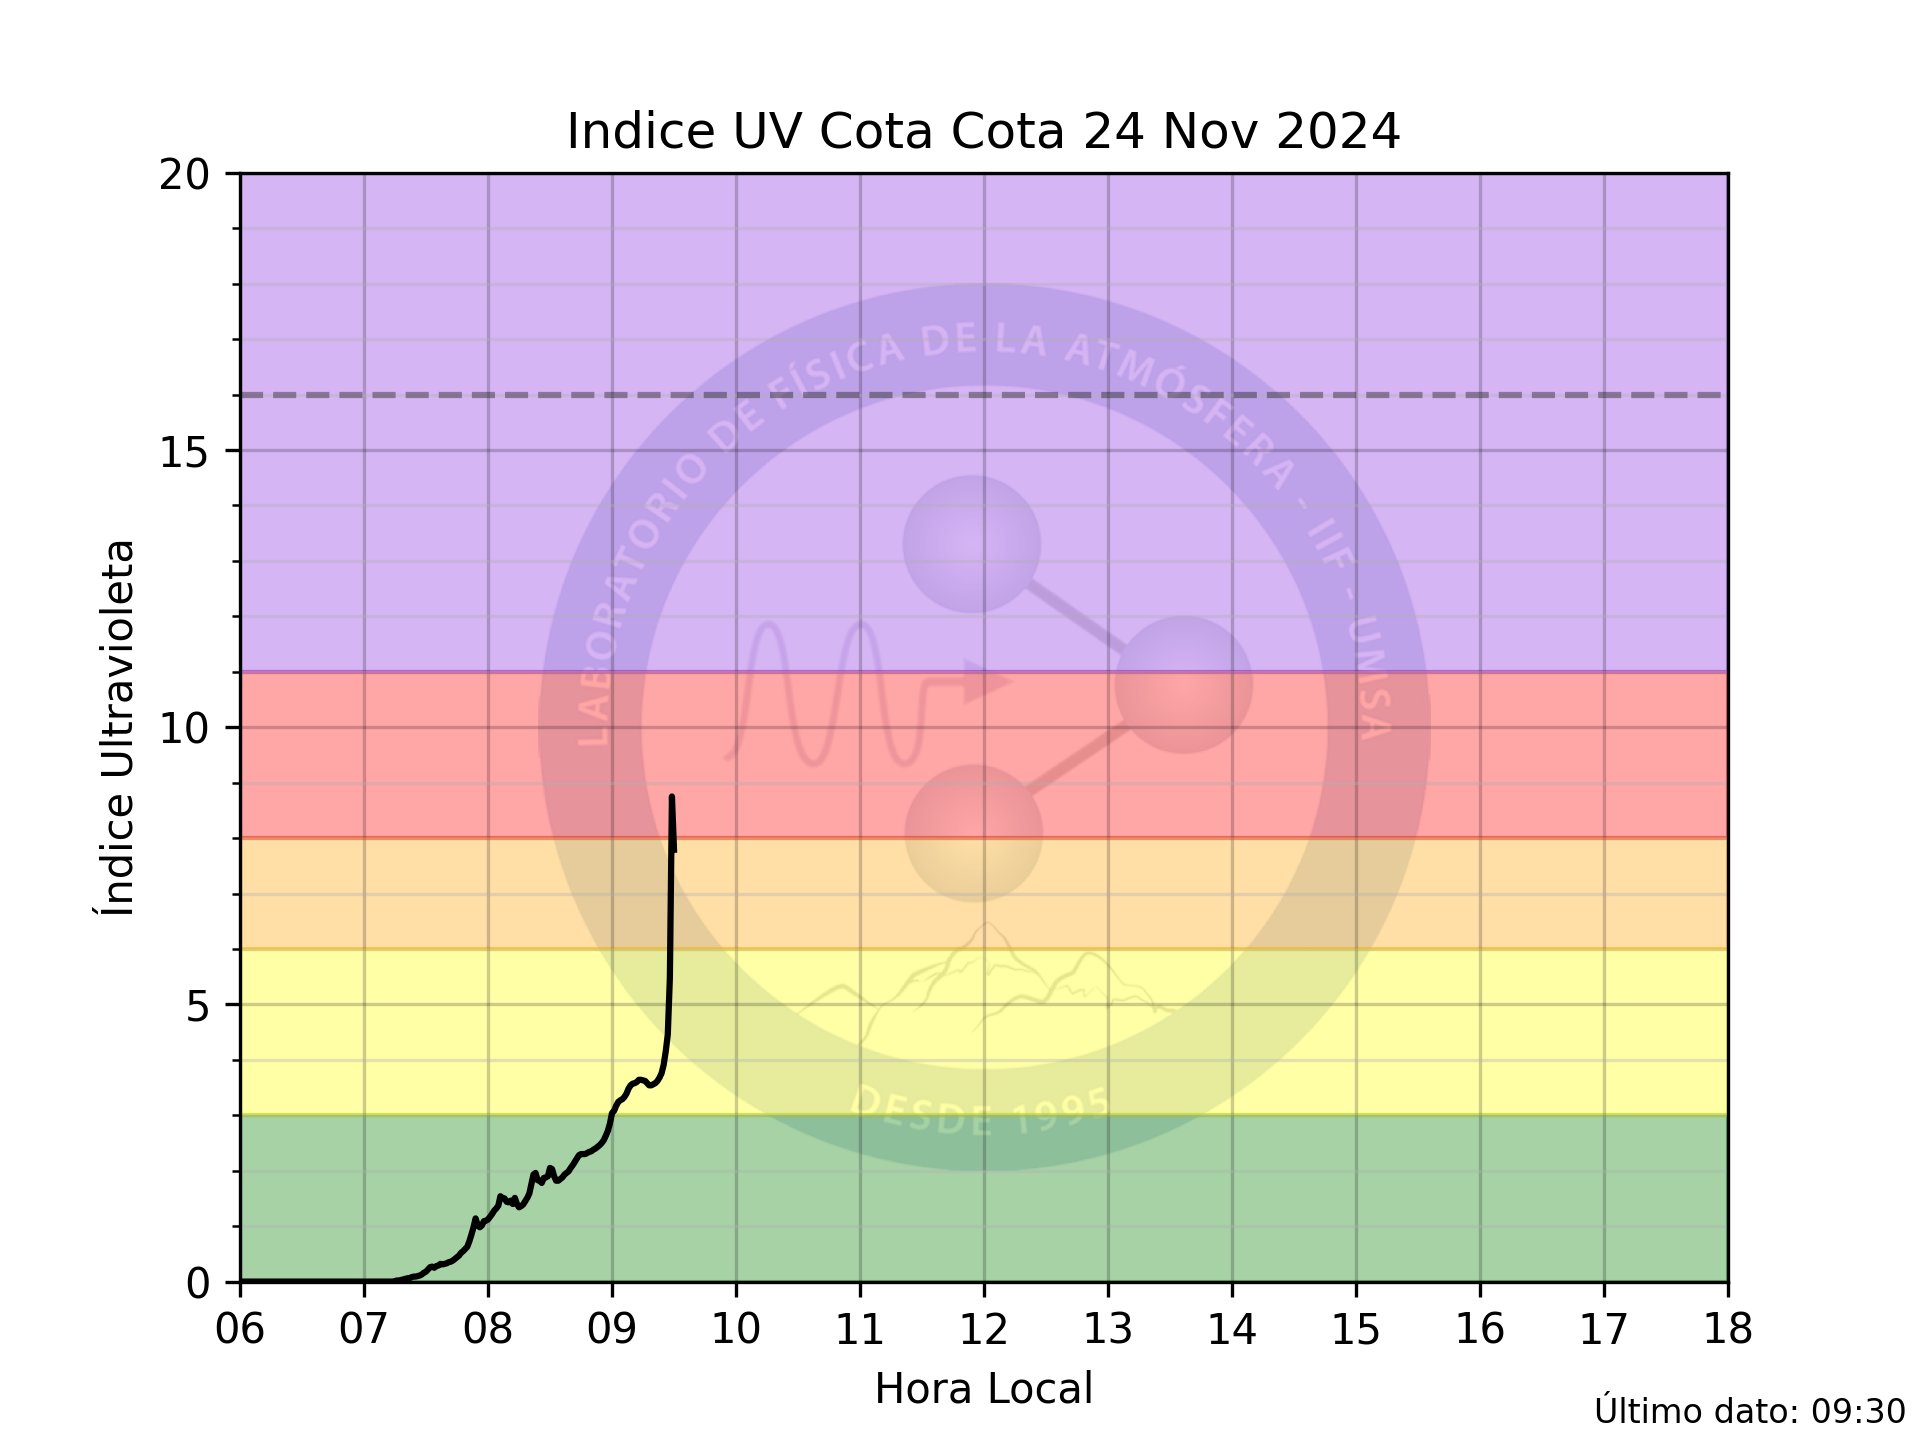 Indice UV Cota Cota 24 Nov 2024
20
15
10
5
0
Índice Ultravioleta
LABORATORIO DE FÍSICA DE LA ATMÓSFERA - IIF - UMSA
DESDE 1995
06 07 08 09 10 11 12 13 14 15 16 17 18
Hora Local
Último dato: 09:30